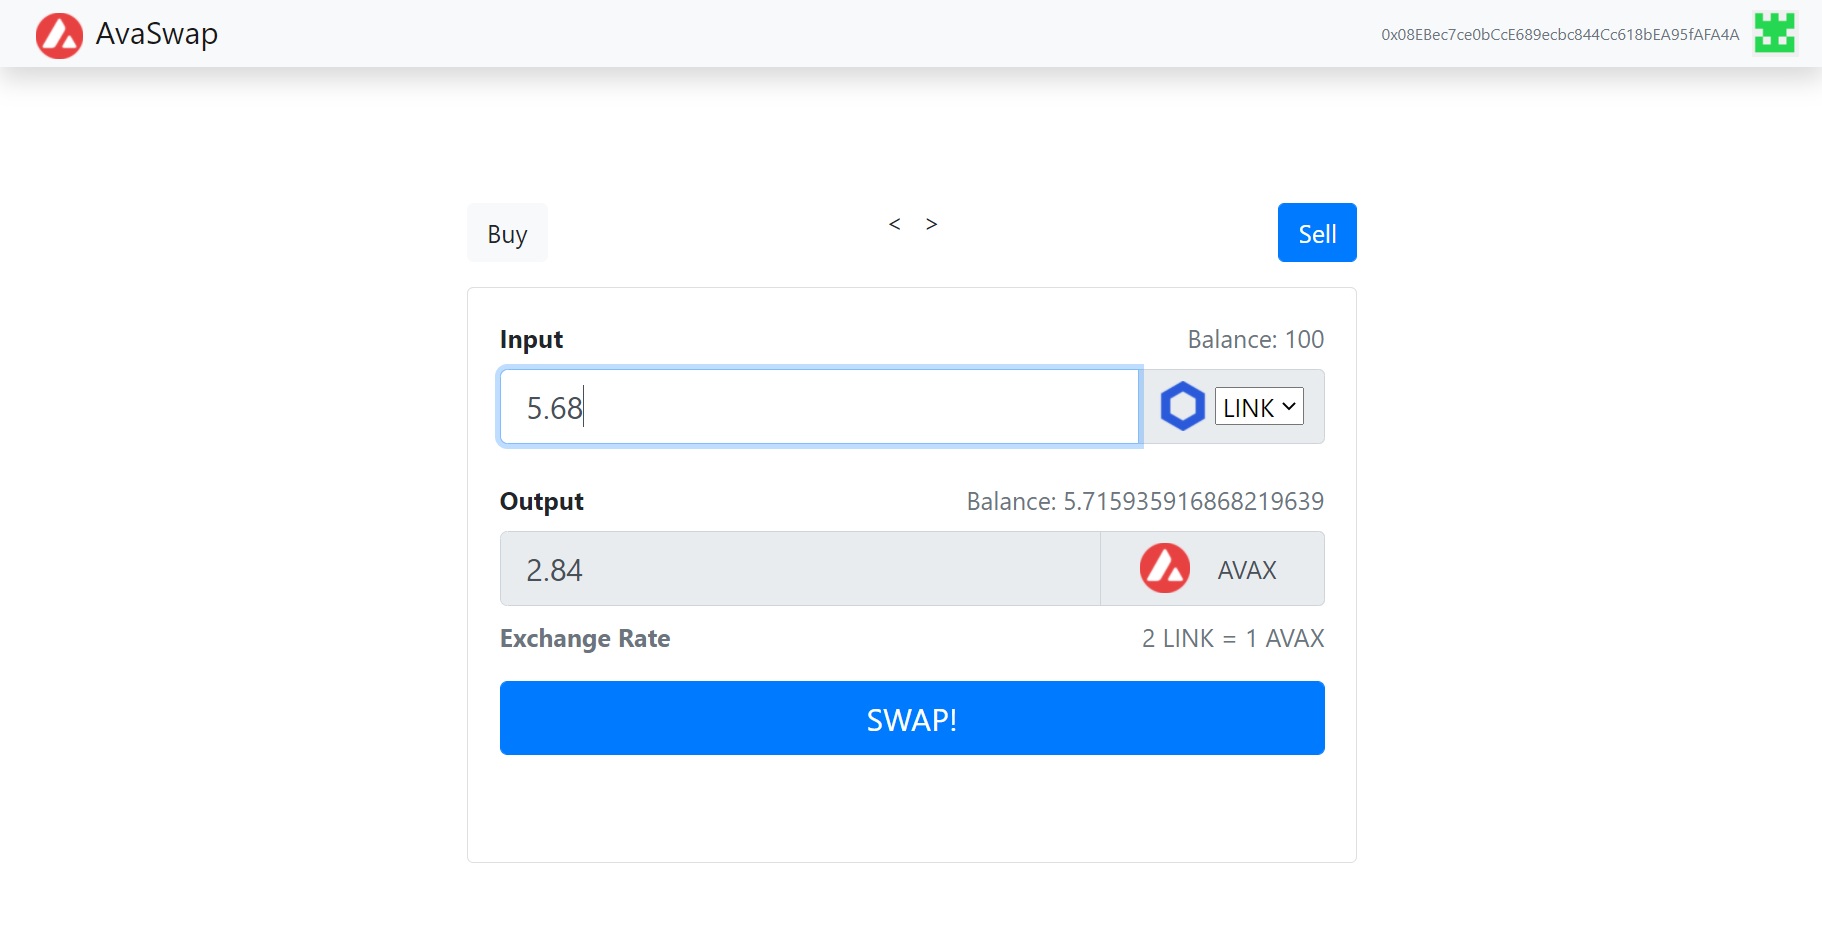 AvaSwap
0x08EBec7ce0bCcE689ecbc844Cc618bEA95fAFA4A
Buy
< >
Sell
Input
Balance: 100
5.68
LINK
Output
Balance: 5.715935916868219639
2.84
AVAX
Exchange Rate
2 LINK = 1 AVAX
SWAP!